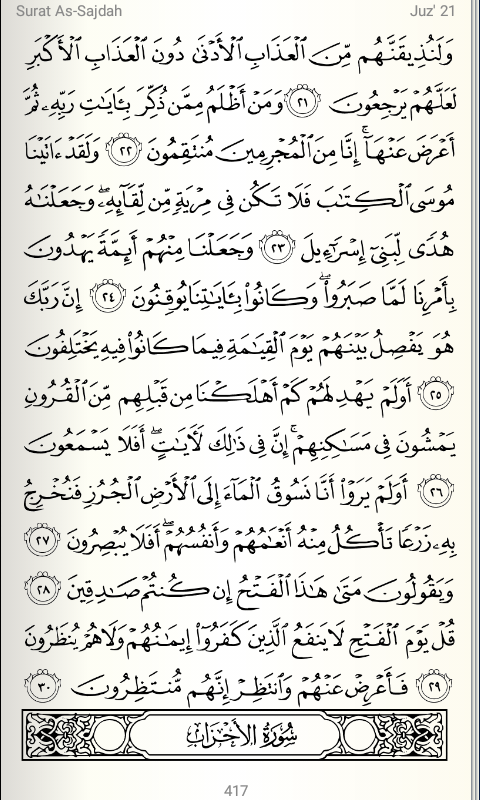 Surat As-Sajdah Juz' 21
وَلَنُذِيقَنَّهُم مِّنَ ٱلْعَذَابِ ٱلْأَدْنَىٰ دُونَ ٱلْعَذَابِ ٱلْأَكْبَرِ
لَعَلَّهُمْ يَرْجِعُونَ ٢١ وَمَنْ أَظْلَمُ مِمَّن ذُكِّرَ بِـَٔايَـٰتِ رَبِّهِۦ ثُمَّ
أَعْرَضَ عَنْهَآ ۚ إِنَّا مِنَ ٱلْمُجْرِمِينَ مُنتَقِمُونَ ٢٢ وَلَقَدْ ءَاتَيْنَا
مُوسَى ٱلْكِتَـٰبَ فَلَا تَكُن فِى مِرْيَةٍ مِّن لِّقَآئِهِۦ ۖ وَجَعَلْنَـٰهُ
هُدًى لِّبَنِىٓ إِسْرَٰٓءِيلَ ٢٣ وَجَعَلْنَا مِنْهُمْ أَئِمَّةً يَهْدُونَ
بِأَمْرِنَا لَمَّا صَبَرُوا۟ ۖ وَكَانُوا۟ بِـَٔايَـٰتِنَا يُوقِنُونَ ٢٤ إِنَّ رَبَّكَ
هُوَ يَفْصِلُ بَيْنَهُمْ يَوْمَ ٱلْقِيَـٰمَةِ فِيمَا كَانُوا۟ فِيهِ يَخْتَلِفُونَ
٢٥ أَوَلَمْ يَهْدِ لَهُمْ كَمْ أَهْلَكْنَا مِن قَبْلِهِم مِّنَ ٱلْقُرُونِ
يَمْشُونَ فِى مَسَـٰكِنِهِمْ ۚ إِنَّ فِى ذَٰلِكَ لَـَٔايَـٰتٍ ۖ أَفَلَا يَسْمَعُونَ
٢٦ أَوَلَمْ يَرَوْا۟ أَنَّا نَسُوقُ ٱلْمَآءَ إِلَى ٱلْأَرْضِ ٱلْجُرُزِ فَنُخْرِجُ
بِهِۦ زَرْعًا تَأْكُلُ مِنْهُ أَنْعَـٰمُهُمْ وَأَنفُسُهُمْ ۖ أَفَلَا يُبْصِرُونَ ٢٧
وَيَقُولُونَ مَتَىٰ هَـٰذَا ٱلْفَتْحُ إِن كُنتُمْ صَـٰدِقِينَ ٢٨
قُلْ يَوْمَ ٱلْفَتْحِ لَا يَنفَعُ ٱلَّذِينَ كَفَرُوٓا۟ إِيمَـٰنُهُمْ وَلَا هُمْ يُنظَرُونَ
٢٩ فَأَعْرِضْ عَنْهُمْ وَٱنتَظِرْ إِنَّهُم مُّنتَظِرُونَ ٣٠
سُورَةُ الأَحْزَابِ
417